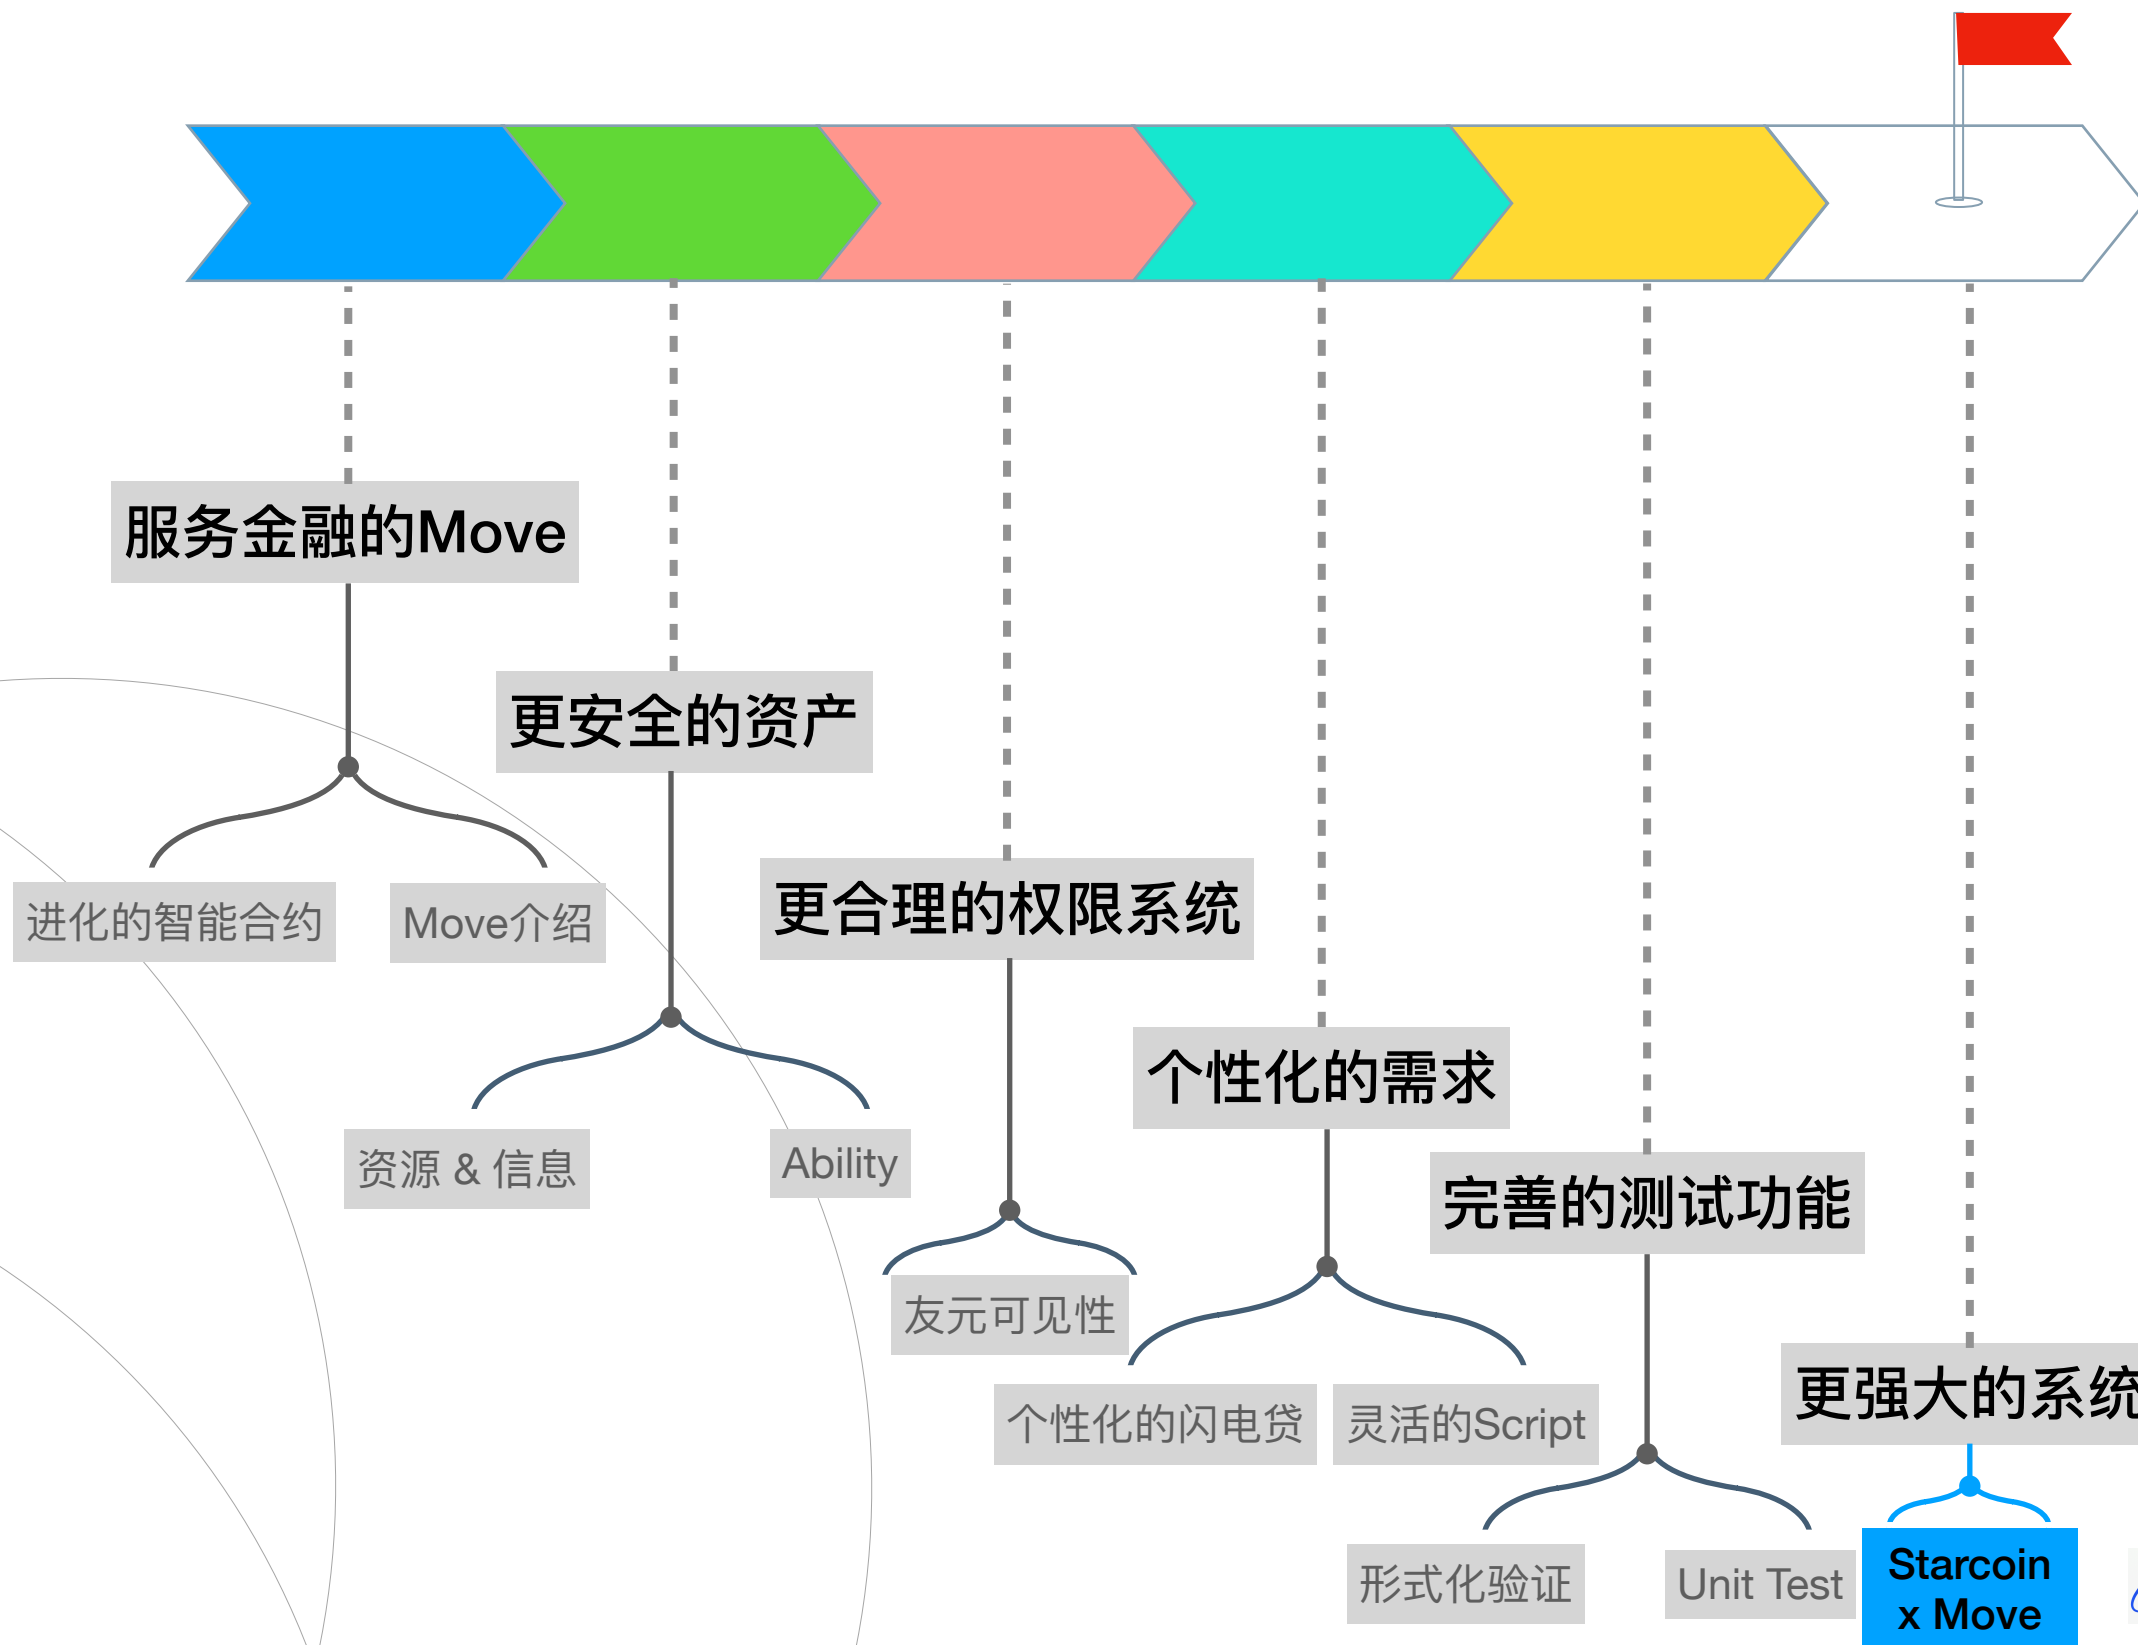 服务金融的Move
更安全的资产
更合理的权限系统
进化的智能合约
Move介绍
个性化的需求
资源 & 信息
Ability
完善的测试功能
友元可见性
更强大的系统
个性化的闪电贷
灵活的Script
形式化验证
Unit Test
Starcoin
x Move